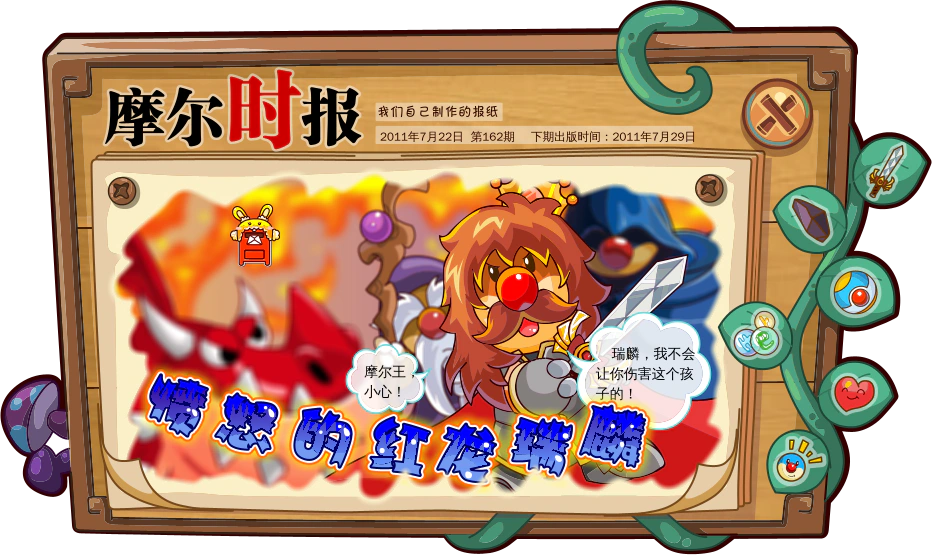 摩尔时报
我们自己制作的报纸
2011年7月22日 第162期 下期出版时间：2011年7月29日
摩尔王
小心！
瑞麟，我不会
让你伤害这个孩
子的！
愤怒的红龙瑞麟